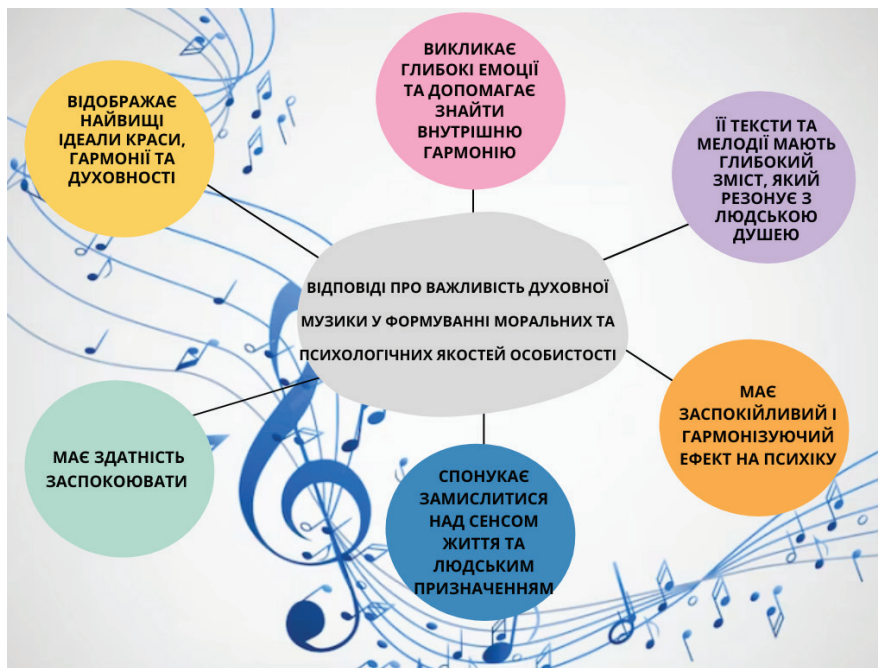 ВІДОБРАЖАЄ
НАЙВИЩІ
ІДЕАЛИ КРАСИ,
ГАРМОНІЇ ТА
ДУХОВНОСТІ
ВИКЛИКАЄ
ГЛИБОКІ ЕМОЦІЇ
ТА ДОПОМАГАЄ
ЗНАЙТИ
ВНУТРІШНЮ
ГАРМОНІЮ
ЇЇ ТЕКСТИ ТА
МЕЛОДІЇ МАЮТЬ
ГЛИБОКИЙ
ЗМІСТ, ЯКИЙ
РЕЗОНУЄ З
ЛЮДСЬКОЮ
ДУШЕЮ
ВІДПОВІДІ ПРО ВАЖЛИВІСТЬ ДУХОВНОЇ
МУЗИКИ У ФОРМУВАННІ МОРАЛЬНИХ ТА
ПСИХОЛОГІЧНИХ ЯКОСТЕЙ ОСОБИСТОСТІ
МАЄ ЗДАТНІСТЬ
ЗАСПОКОЮВАТИ
СПОНУКАЄ
ЗАМИСЛИТИСЯ
НАД СЕНСОМ
ЖИТТЯ ТА
ЛЮДСЬКИМ
ПРИЗНАЧЕННЯМ
МАЄ
ЗАСПОКІЙЛИВИЙ І
ГАРМОНІЗУЮЧИЙ
ЕФЕКТ НА ПСИХІКУ